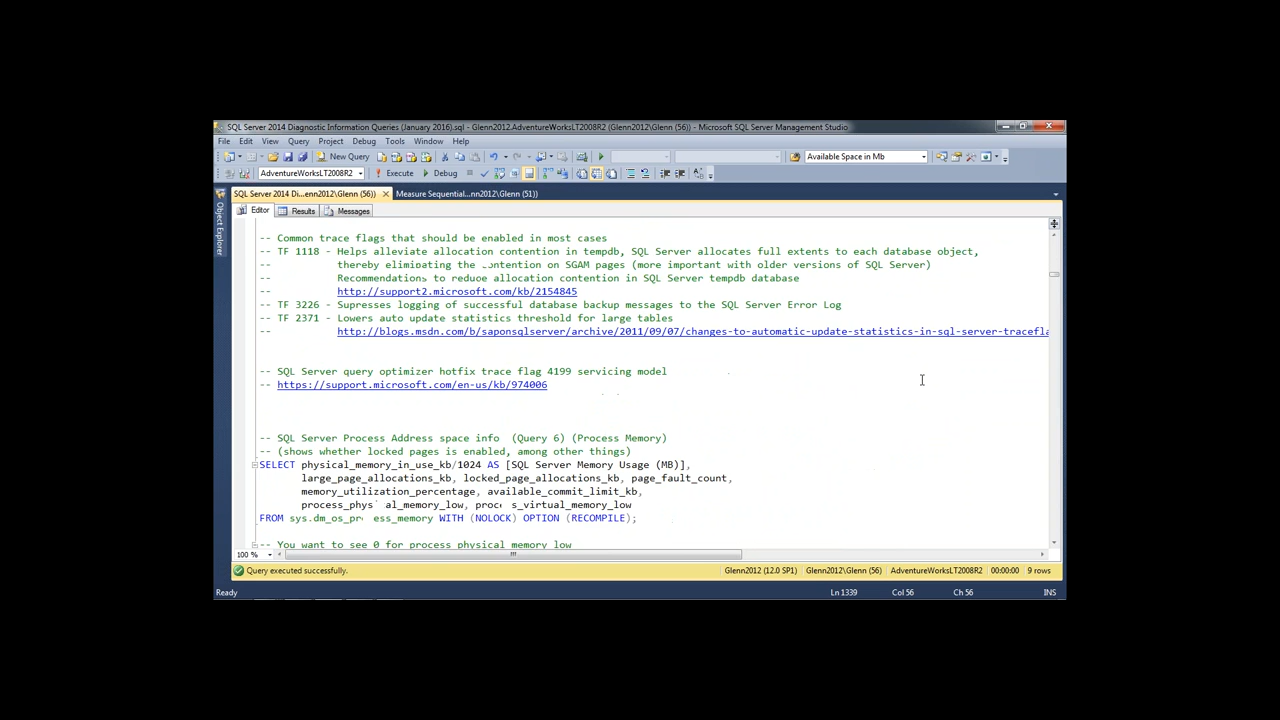 SQL Server 2014 Diagnostic Information Queries (January 2016).sql - Glenn2012.AdventureWorksLT2008R2 (Glenn2012\Glenn (56)) - Microsoft SQL Server Management Studio
File Edit View Query Project Debug Tools Window Help
New Query Available Space in Mb
AdventureWorksLT2008R2 Execute Debug
SQL Server 2014 Di...enn2012\Glenn (56)) Measure Sequential...nn2012\Glenn (51))
Object Explorer
Editor Results Messages
-- Common trace flags that should be enabled in most cases
-- TF 1118 - Helps alleviate allocation contention in tempdb, SQL Server allocates full extents to each database object,
-- thereby eliminating the contention on SGAM pages (more important with older versions of SQL Server)
-- Recommendations to reduce allocation contention in SQL Server tempdb database
-- http://support2.microsoft.com/kb/2154845
-- TF 3226 - Supresses logging of successful database backup messages to the SQL Server Error Log
-- TF 2371 - Lowers auto update statistics threshold for large tables
-- http://blogs.msdn.com/b/saponsqlserver/archive/2011/09/07/changes-to-automatic-update-statistics-in-sql-server-tracefla
-- SQL Server query optimizer hotfix trace flag 4199 servicing model
-- https://support.microsoft.com/en-us/kb/974006
-- SQL Server Process Address space info (Query 6) (Process Memory)
-- (shows whether locked pages is enabled, among other things)
SELECT physical_memory_in_use_kb/1024 AS [SQL Server Memory Usage (MB)],
large_page_allocations_kb, locked_page_allocations_kb, page_fault_count,
memory_utilization_percentage, available_commit_limit_kb,
process_physical_memory_low, process_virtual_memory_low
FROM sys.dm_os_process_memory WITH (NOLOCK) OPTION (RECOMPILE);
-- You want to see 0 for process physical memory low
100 %
Query executed successfully. Glenn2012 (12.0 SP1) Glenn2012\Glenn (56) AdventureWorksLT2008R2 00:00:00 9 rows
Ready Ln 1339 Col 56 Ch 56 INS